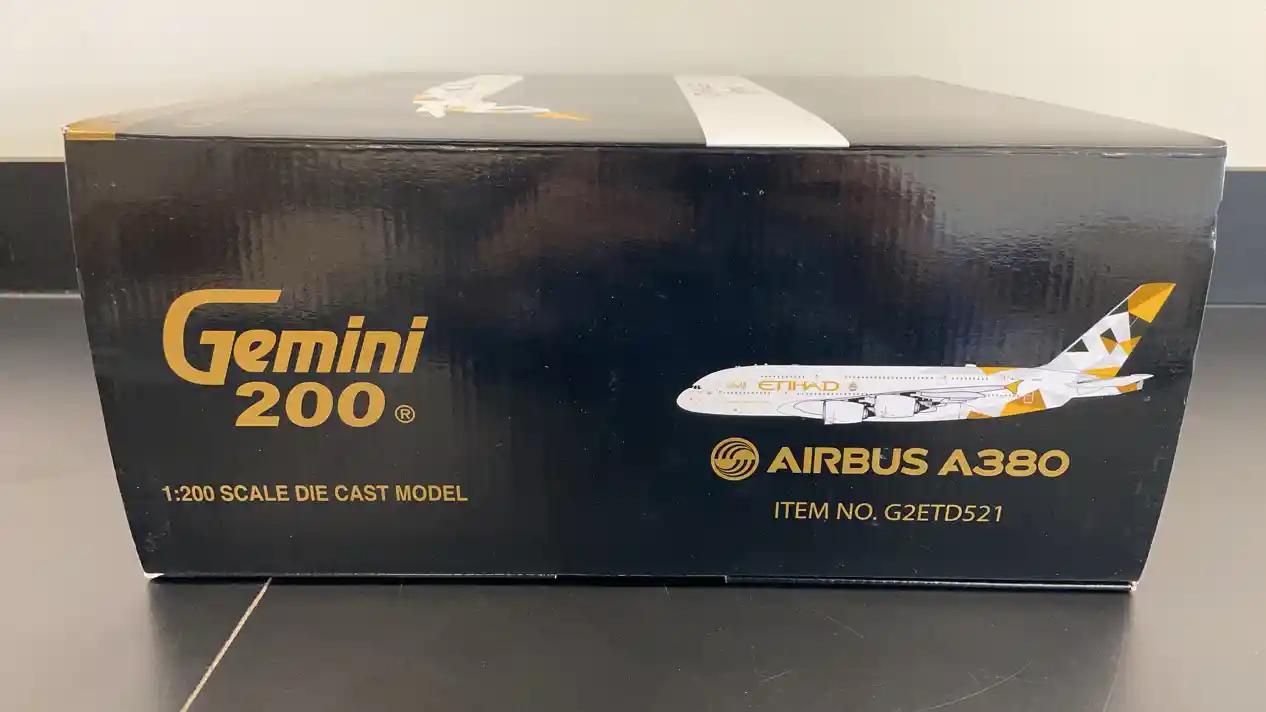 Gemini
200®
1:200 SCALE DIE CAST MODEL
ETIHAD
AIRBUS A380
ITEM NO. G2ETD521